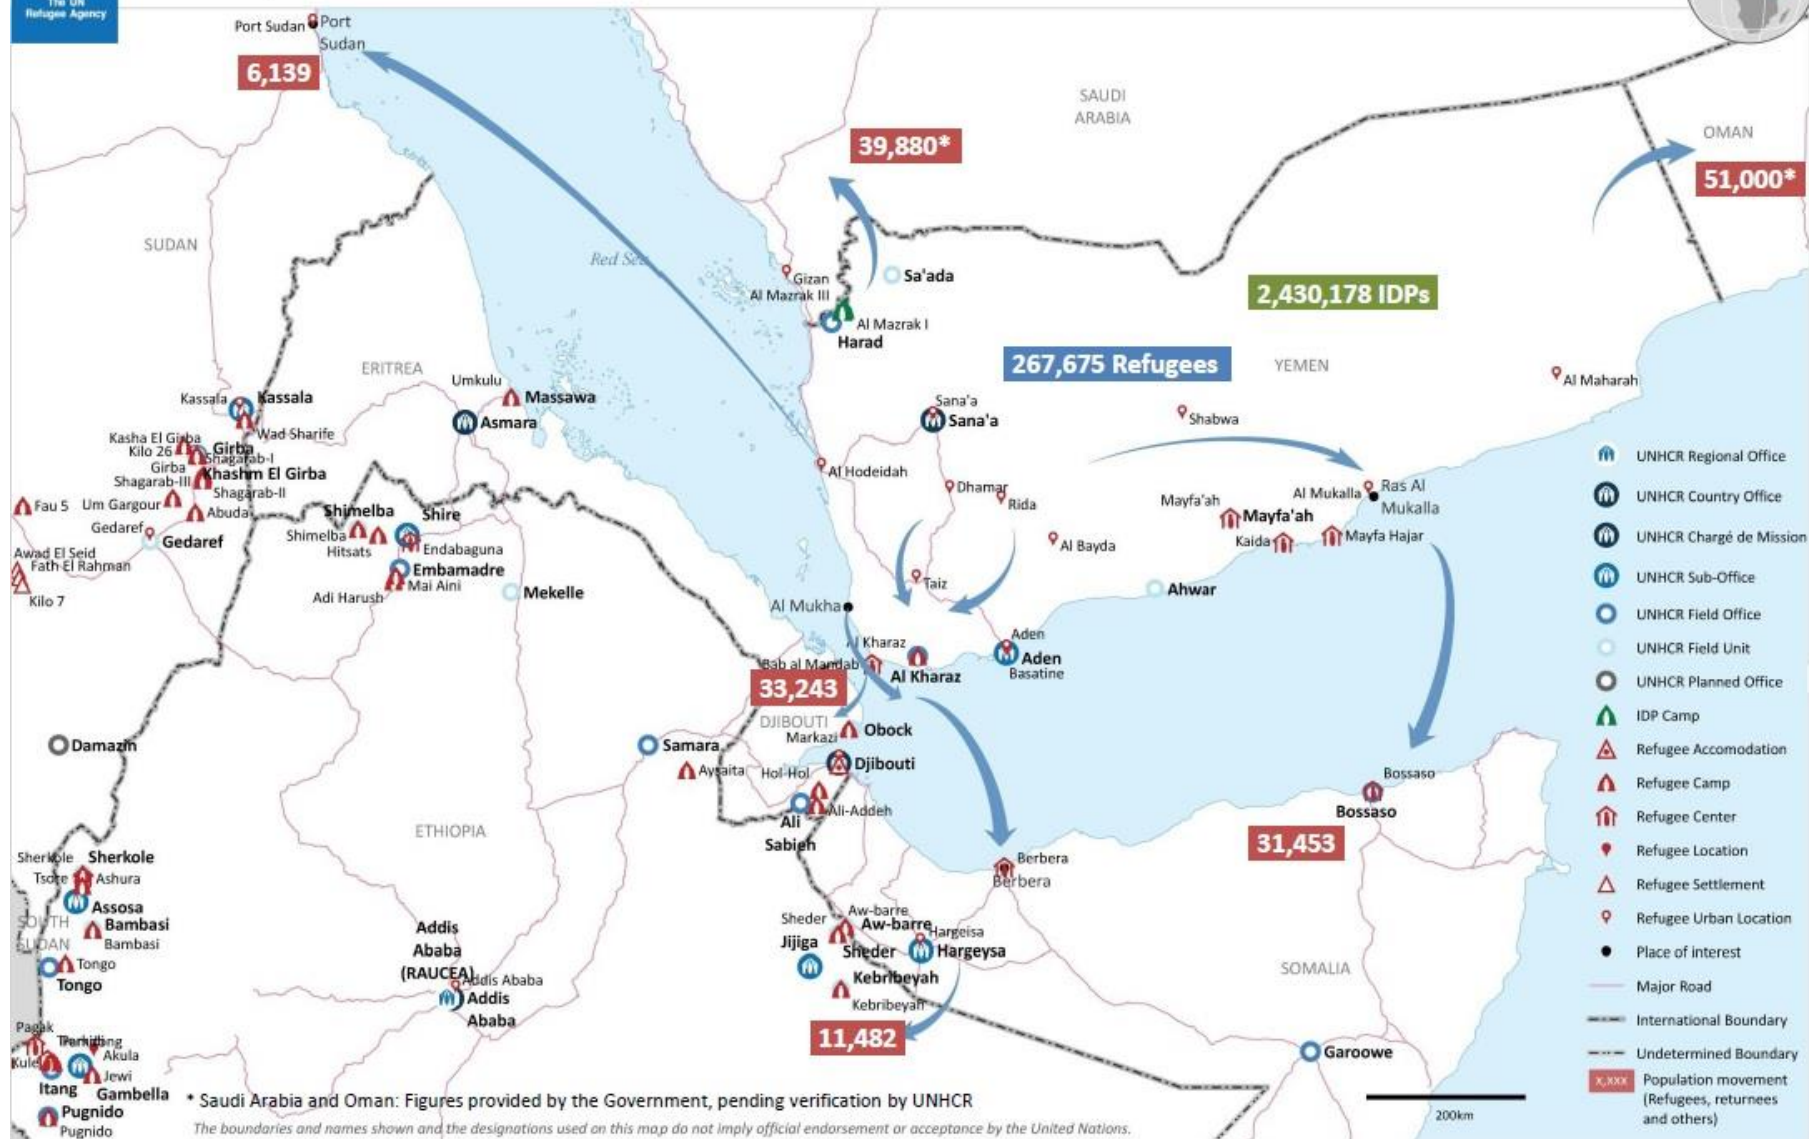 The UN
Refugee Agency
Port Sudan
Port
Sudan
6,139
SAUDI
ARABIA
39,880*
OMAN
51,000*
SUDAN
Red Sea
Gizan
Sa'ada
Al Mazrak III
Al Mazrak I
Harad
2,430,178 IDPs
267,675 Refugees
YEMEN
Al Maharah
ERITREA
Umkulu
Massawa
Asmara
Kassala
Kassala
Wad Sharife
Kasha El Girba
Kilo 26
Girba
Shagarab-I
Girba
Khashm El Girba
Shagarab-III
Shagarab-II
Fau 5
Um Gargour
Abuda
Gedaref
Gedaref
Awad El Seid
Fath El Rahman
Kilo 7
Shimelba
Shire
Shimelba
Hitsats
Endabaguna
Embamadre
Mai Aini
Adi Harush
Mekelle
Sana'a
Sana'a
Shabwa
Al Hodeidah
Dhamar
Rida
Al Bayda
Taiz
Al Mukha
Mayfa'ah
Mayfa'ah
Al Mukalla
Ras Al
Mukalla
Kaida
Mayfa Hajar
Ahwar
Al Kharaz
Bab al Mandab
Al Kharaz
Aden
Aden
Basatine
33,243
DJIBOUTI
Markazi
Obock
Djibouti
Hol-Hol
Ali-Addeh
Ali
Sabieh
Samara
Aysaita
Damazin
ETHIOPIA
Bossaso
Bossaso
31,453
Berbera
Berbera
Sherkole
Sherkole
Tsore
Ashura
Assosa
SOUTH
SUDAN
Bambasi
Bambasi
Tongo
Tongo
Addis
Ababa
(RAUCEA)
Addis Ababa
Addis
Ababa
Sheder
Aw-barre
Aw-barre
Hargeisa
Jijiga
Sheder
Hargeysa
Kebribeyah
Kebribeyah
SOMALIA
11,482
Garoowe
Pagak
Akula
Kule
Jewi
Itang
Gambella
Pugnido
Pugnido
UNHCR Regional Office
UNHCR Country Office
UNHCR Chargé de Mission
UNHCR Sub-Office
UNHCR Field Office
UNHCR Field Unit
UNHCR Planned Office
IDP Camp
Refugee Accomodation
Refugee Camp
Refugee Center
Refugee Location
Refugee Settlement
Refugee Urban Location
Place of interest
Major Road
International Boundary
Undetermined Boundary
x,xxx
Population movement
(Refugees, returnees
and others)
200km
* Saudi Arabia and Oman: Figures provided by the Government, pending verification by UNHCR
The boundaries and names shown and the designations used on this map do not imply official endorsement or acceptance by the United Nations.